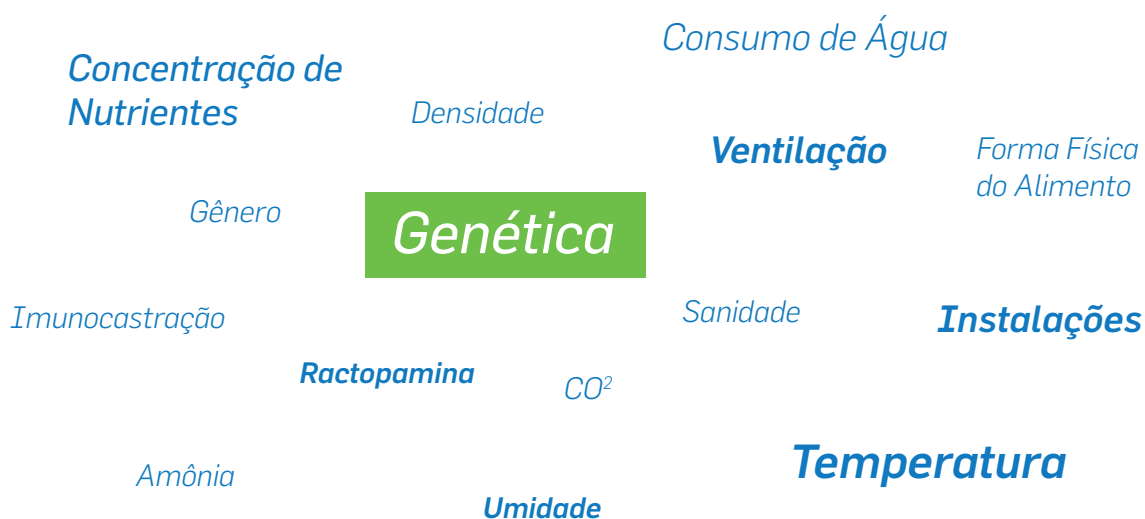 Consumo de Água
Concentração de
Nutrientes
Densidade
Ventilação
Forma Física
do Alimento
Gênero
Genética
Imunocastração
Sanidade
Instalações
Ractopamina
CO²
Temperatura
Amônia
Umidade